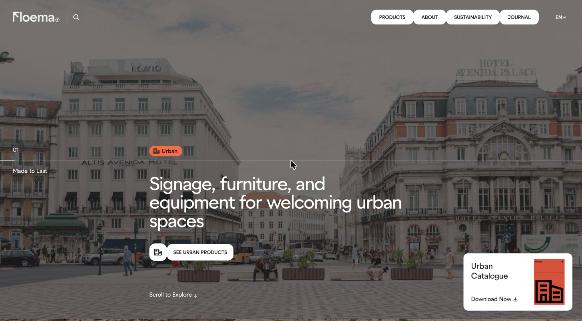 Floema
PRODUCTS
ABOUT
SUSTAINABILITY
JOURNAL
EN
HOTEL
AVENIDA PALACE
01
Made to Last
Urban
ALTIS AVENIDA HOTEL
Signage, furniture, and
equipment for welcoming urban
spaces
SEE URBAN PRODUCTS
Scroll to Explore ↓
Urban
Catalogue
Download Now ↓